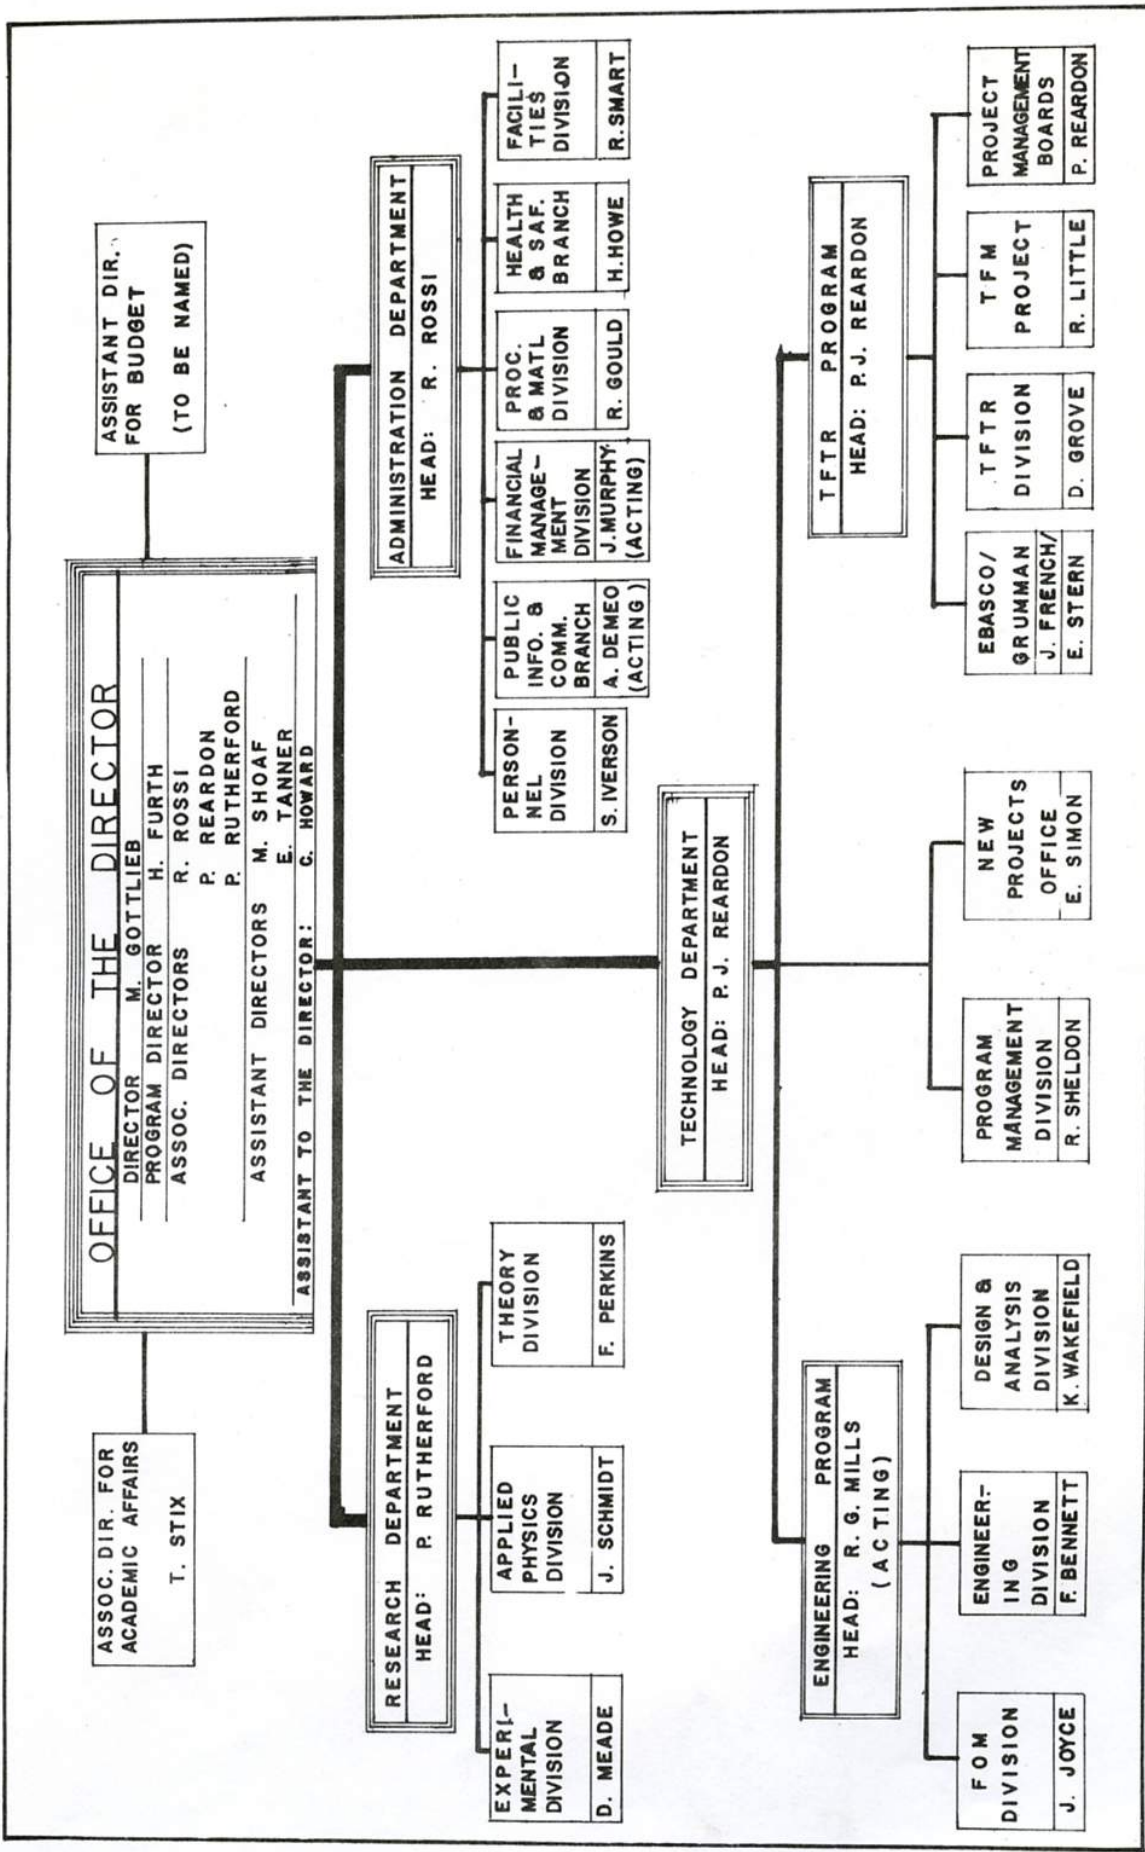 OFFICE OF THE DIRECTOR
DIRECTOR M. GOTTLIEB
PROGRAM DIRECTOR H. FURTH
ASSOC. DIRECTORS R. ROSSI
P. REARDON
P. RUTHERFORD
ASSISTANT DIRECTORS M. SHOAF
E. TANNER
ASSISTANT TO THE DIRECTOR: C. HOWARD
ASSOC. DIR. FOR
ACADEMIC AFFAIRS
T. STIX
ASSISTANT DIR.
FOR BUDGET
(TO BE NAMED)
RESEARCH DEPARTMENT
HEAD: P. RUTHERFORD
EXPERI-
MENTAL
DIVISION
D. MEADE
APPLIED
PHYSICS
DIVISION
J. SCHMIDT
THEORY
DIVISION
F. PERKINS
ADMINISTRATION DEPARTMENT
HEAD: R. ROSSI
PERSON-
NEL
DIVISION
S. IVERSON
PUBLIC
INFO. &
COMM.
BRANCH
A. DEMEO
(ACTING)
FINANCIAL
MANAGE-
MENT
DIVISION
J. MURPHY
(ACTING)
PROC.
& MATL
DIVISION
R. GOULD
HEALTH
& SAF.
BRANCH
H. HOWE
FACILI-
TIES
DIVISION
R. SMART
TECHNOLOGY DEPARTMENT
HEAD: P. J. REARDON
ENGINEERING PROGRAM
HEAD: R. G. MILLS
(ACTING)
FOM
DIVISION
J. JOYCE
ENGINEER-
ING
DIVISION
F. BENNETT
DESIGN &
ANALYSIS
DIVISION
K. WAKEFIELD
PROGRAM
MANAGEMENT
DIVISION
R. SHELDON
NEW
PROJECTS
OFFICE
E. SIMON
TFTR PROGRAM
HEAD: P. J. REARDON
EBASCO/
GRUMMAN
J. FRENCH/
E. STERN
TFTR
DIVISION
D. GROVE
TFM
PROJECT
R. LITTLE
PROJECT
MANAGEMENT
BOARDS
P. REARDON